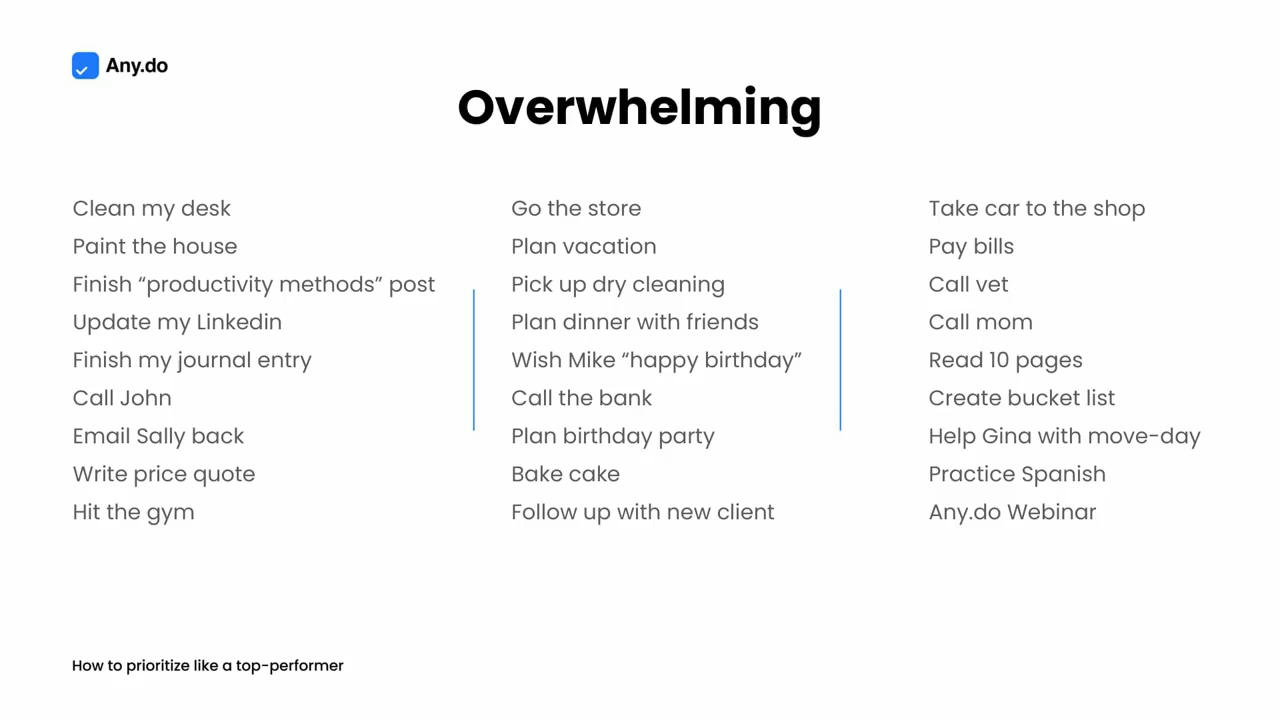 Any.do
Overwhelming
Clean my desk
Paint the house
Finish “productivity methods” post
Update my Linkedin
Finish my journal entry
Call John
Email Sally back
Write price quote
Hit the gym
Go the store
Plan vacation
Pick up dry cleaning
Plan dinner with friends
Wish Mike “happy birthday”
Call the bank
Plan birthday party
Bake cake
Follow up with new client
Take car to the shop
Pay bills
Call vet
Call mom
Read 10 pages
Create bucket list
Help Gina with move-day
Practice Spanish
Any.do Webinar
How to prioritize like a top-performer